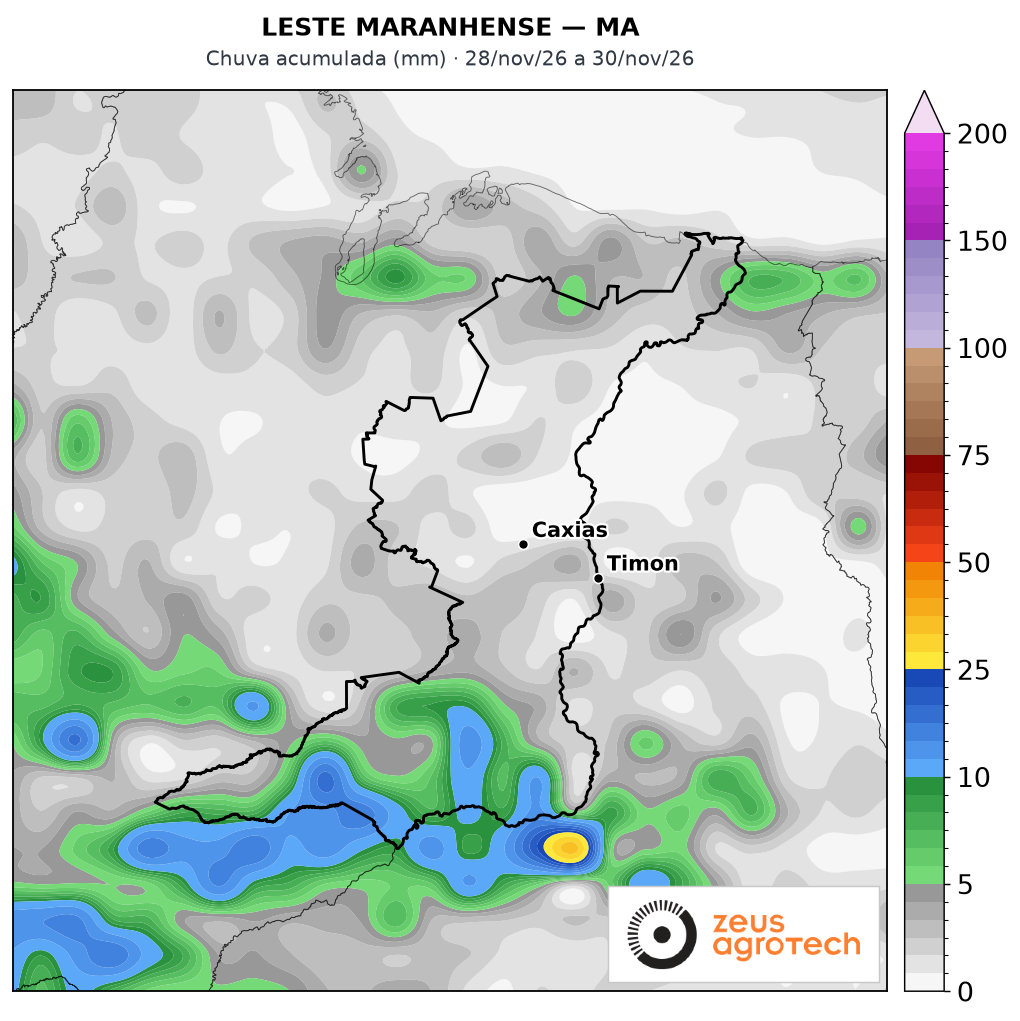 LESTE MARANHENSE — MA
Chuva acumulada (mm) · 28/nov/26 a 30/nov/26
200
150
100
75
50
25
10
5
0
Caxias
Timon
zeus
agrotech